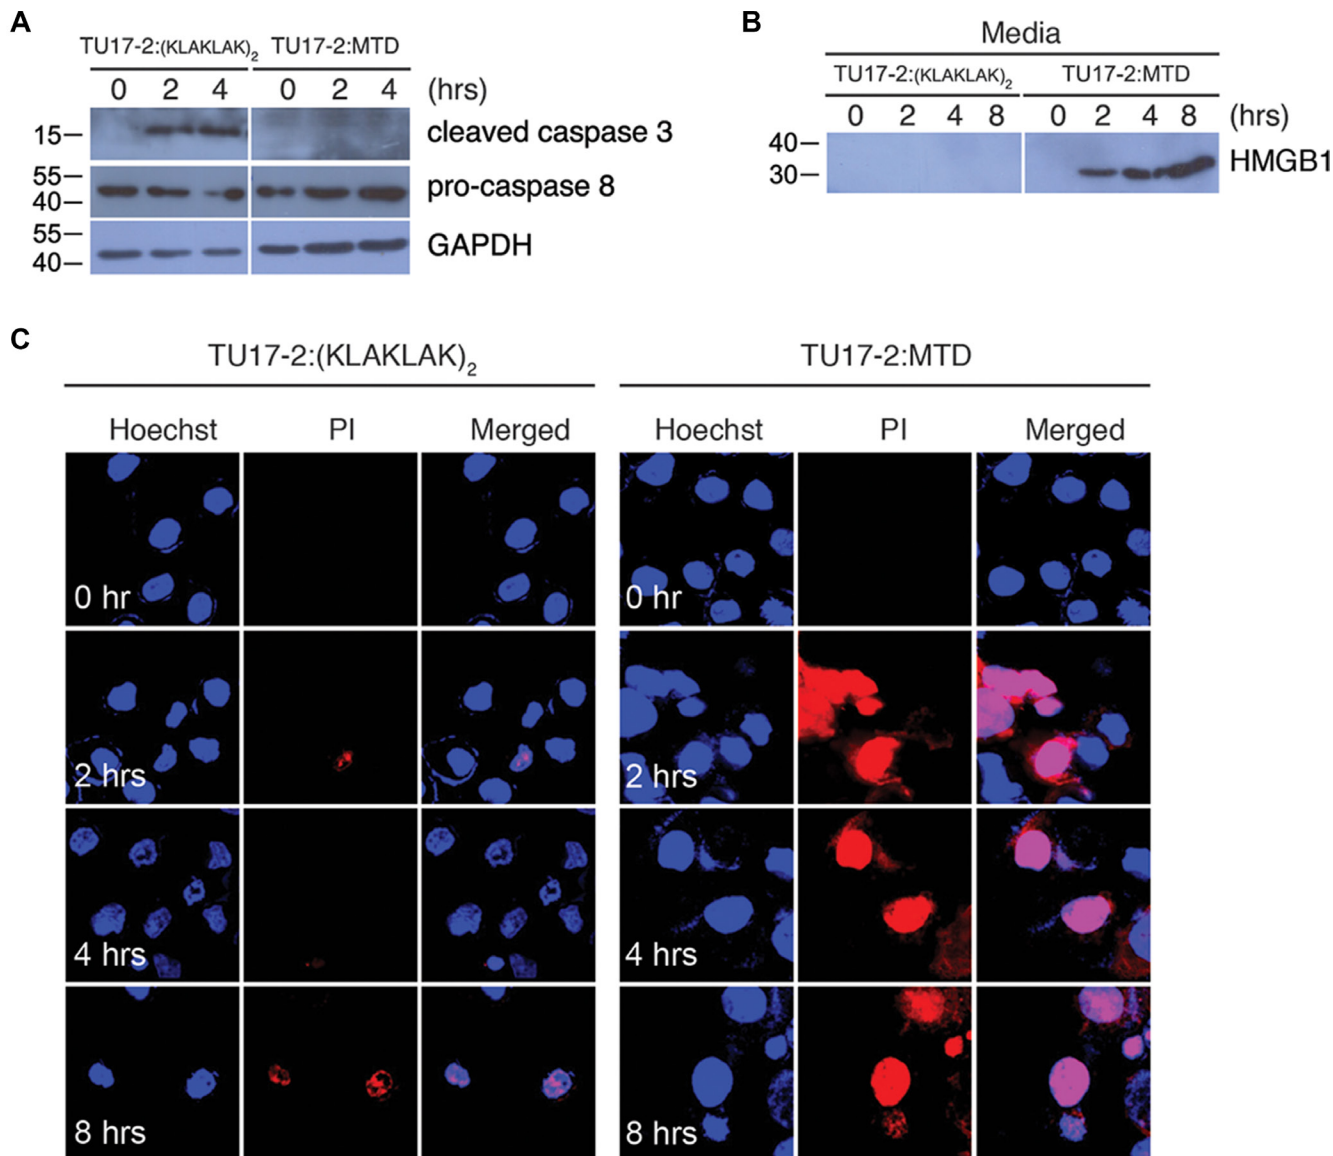 A
TU17-2:(KLAKLAK)2 TU17-2:MTD
0 2 4 0 2 4 (hrs)
15 cleaved caspase 3
55
40 pro-caspase 8
55
40 GAPDH
B
Media
TU17-2:(KLAKLAK)2 TU17-2:MTD
0 2 4 8 0 2 4 8 (hrs)
40
30 HMGB1
C
TU17-2:(KLAKLAK)2 TU17-2:MTD
Hoechst PI Merged Hoechst PI Merged
0 hr 0 hr
2 hrs 2 hrs
4 hrs 4 hrs
8 hrs 8 hrs